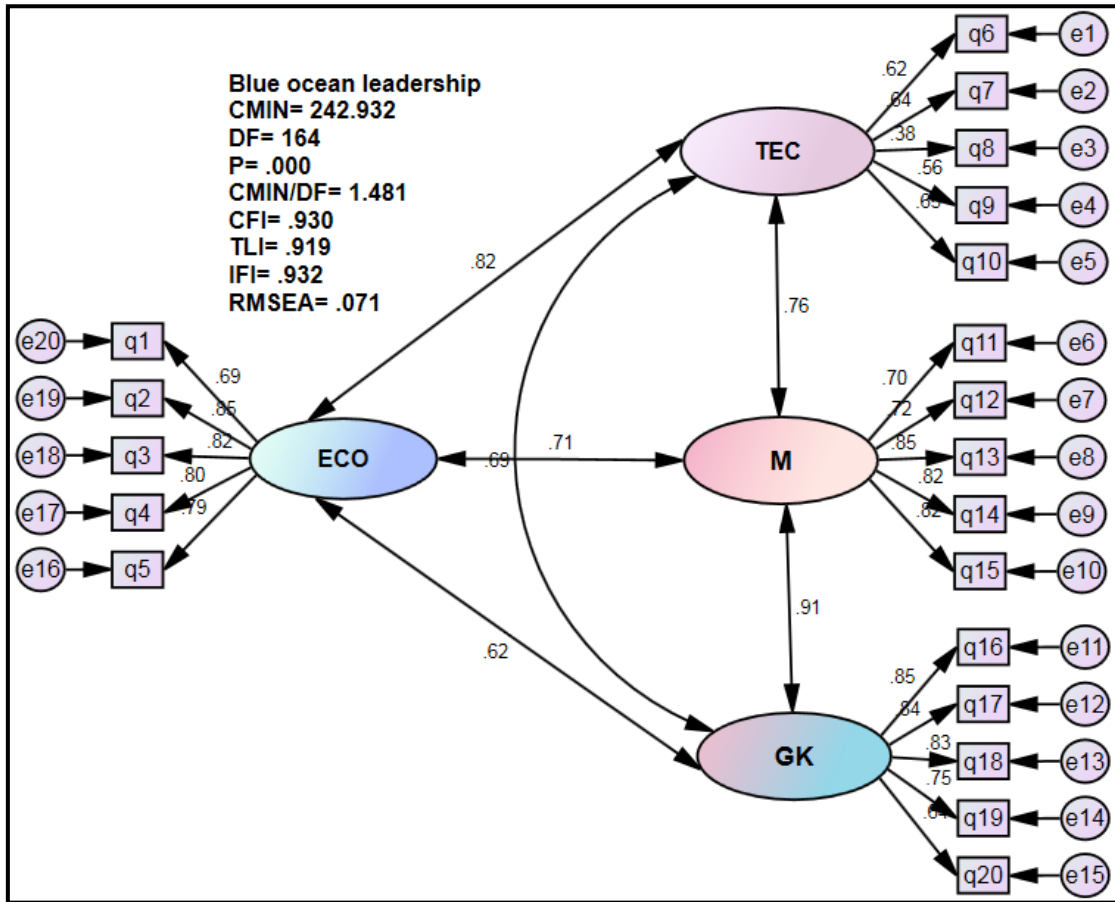 Blue ocean leadership
CMIN= 242.932
DF= 164
P= .000
CMIN/DF= 1.481
CFI= .930
TLI= .919
IFI= .932
RMSEA= .071
e20 q1 .69
e19 q2 .85
e18 q3 .82
e17 q4 .80
e16 q5 .79
ECO
.82
.71
.69
.62
TEC
.62 q6 e1
.64 q7 e2
.38 q8 e3
.56 q9 e4
q10 e5
.76
M
.70 q11 e6
.72 q12 e7
.85 q13 e8
.82 q14 e9
.82 q15 e10
.91
GK
.85 q16 e11
.84 q17 e12
.83 q18 e13
.75 q19 e14
.64 q20 e15